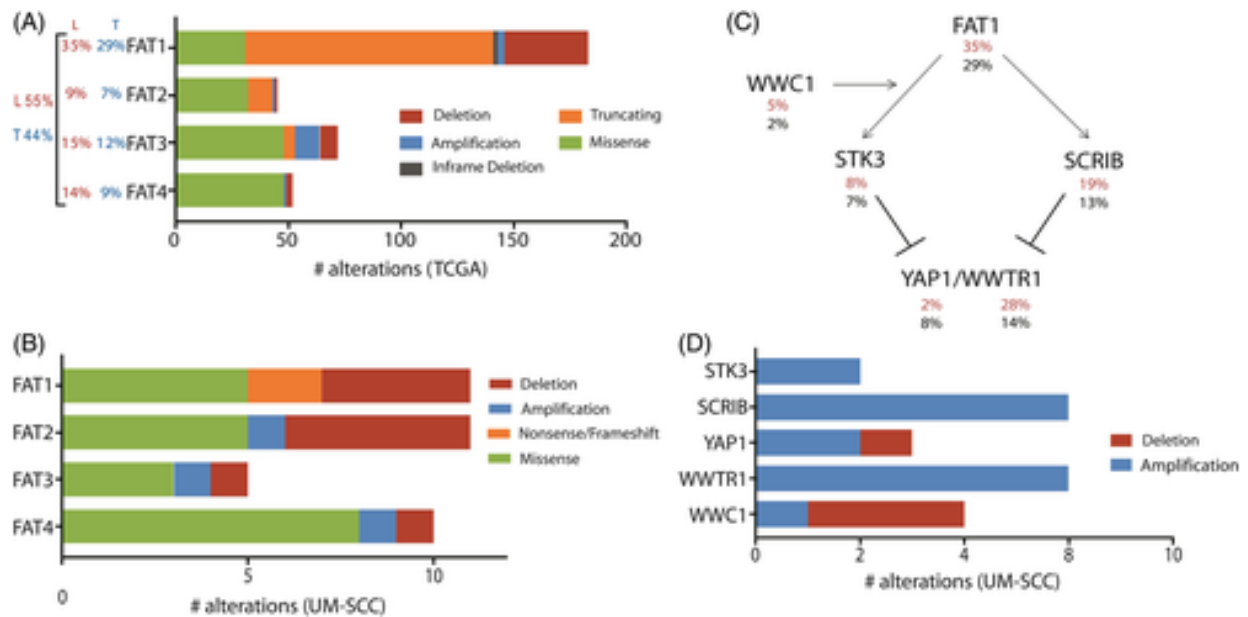 (A)
L T
35% 29% FAT1
9% 7% FAT2
L 55%
T 44%
15% 12% FAT3
14% 9% FAT4
Deletion
Truncating
Amplification
Missense
Inframe Deletion
0 50 100 150 200
# alterations (TCGA)
(B)
FAT1
FAT2
FAT3
FAT4
Deletion
Amplification
Nonsense/Frameshift
Missense
0 5 10
# alterations (UM-SCC)
(C)
FAT1
35%
29%
WWC1
5%
2%
STK3
8%
7%
SCRIB
19%
13%
YAP1/WWTR1
2% 28%
8% 14%
(D)
STK3
SCRIB
YAP1
WWTR1
WWC1
Deletion
Amplification
0 2 4 6 8 10
# alterations (UM-SCC)